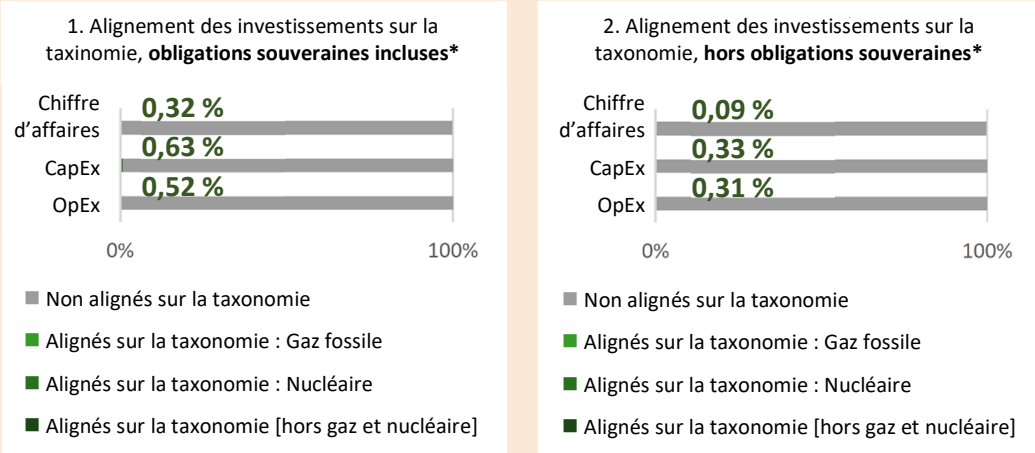 1. Alignement des investissements sur la
taxinomie, obligations souveraines incluses*
Chiffre
d'affaires
0,32 %
CapEx
0,63 %
OpEx
0,52 %
0%
100%
Non alignés sur la taxonomie
Alignés sur la taxonomie : Gaz fossile
Alignés sur la taxonomie : Nucléaire
Alignés sur la taxonomie [hors gaz et nucléaire]
2. Alignement des investissements sur la
taxonomie, hors obligations souveraines*
Chiffre
d'affaires
0,09 %
CapEx
0,33 %
OpEx
0,31 %
0%
100%
Non alignés sur la taxonomie
Alignés sur la taxonomie : Gaz fossile
Alignés sur la taxonomie : Nucléaire
Alignés sur la taxonomie [hors gaz et nucléaire]